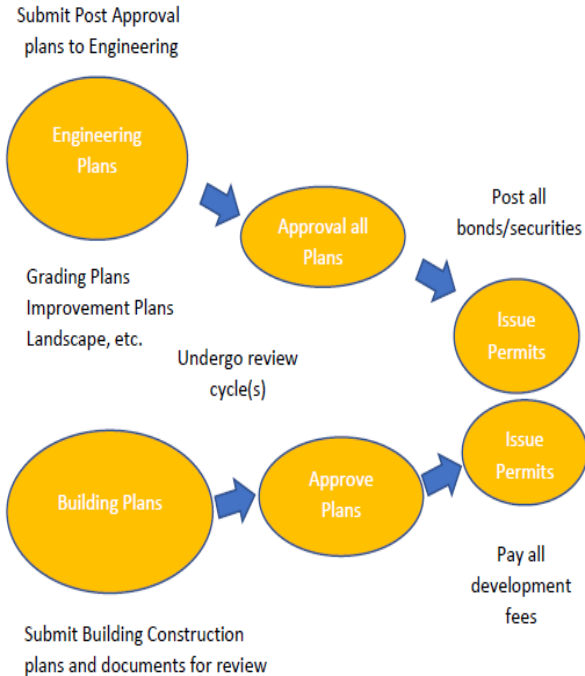 Submit Post Approval
plans to Engineering
Engineering
Plans
Approval all
Plans
Post all
bonds/securities
Grading Plans
Improvement Plans
Landscape, etc.
Issue
Permits
Undergo review
cycle(s)
Issue
Permits
Building Plans
Approve
Plans
Pay all
development
fees
Submit Building Construction
plans and documents for review